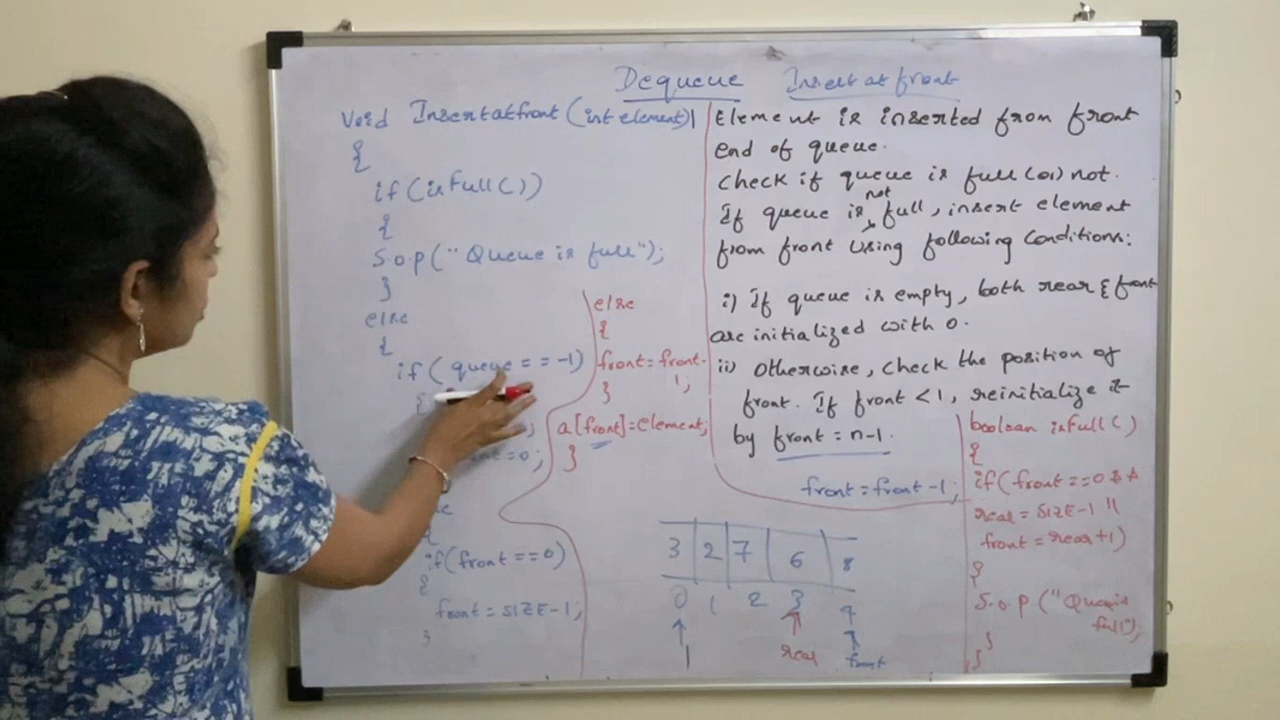 Dequeue Insert at front
Void Insertatfront (int element)
{
if (isFull())
{
S.o.p("Queue is full");
}
else
{
if ( queue == -1)
{
;
=0;
{
if(front==0)
{
front = SIZE-1;
}
else
{
front=front-
1;
}
a[front]=element;
}
Element is inserted from front
end of queue.
Check if queue is full (or) not.
If queue is not full, insert element
from front using following conditions:
i) If queue is empty, both rear & front
are initialized with 0.
ii) Otherwise, check the position of
front. If front <1, reinitialize it
by front = n-1.
front=front-1;
3 2 7 6 8
0 1 2 3 4
rear front
boolean isFull()
{
if(front==0 &&
rear = SIZE-1 ||
front = rear+1)
{
S.o.p ("Queue is
full");
}
}